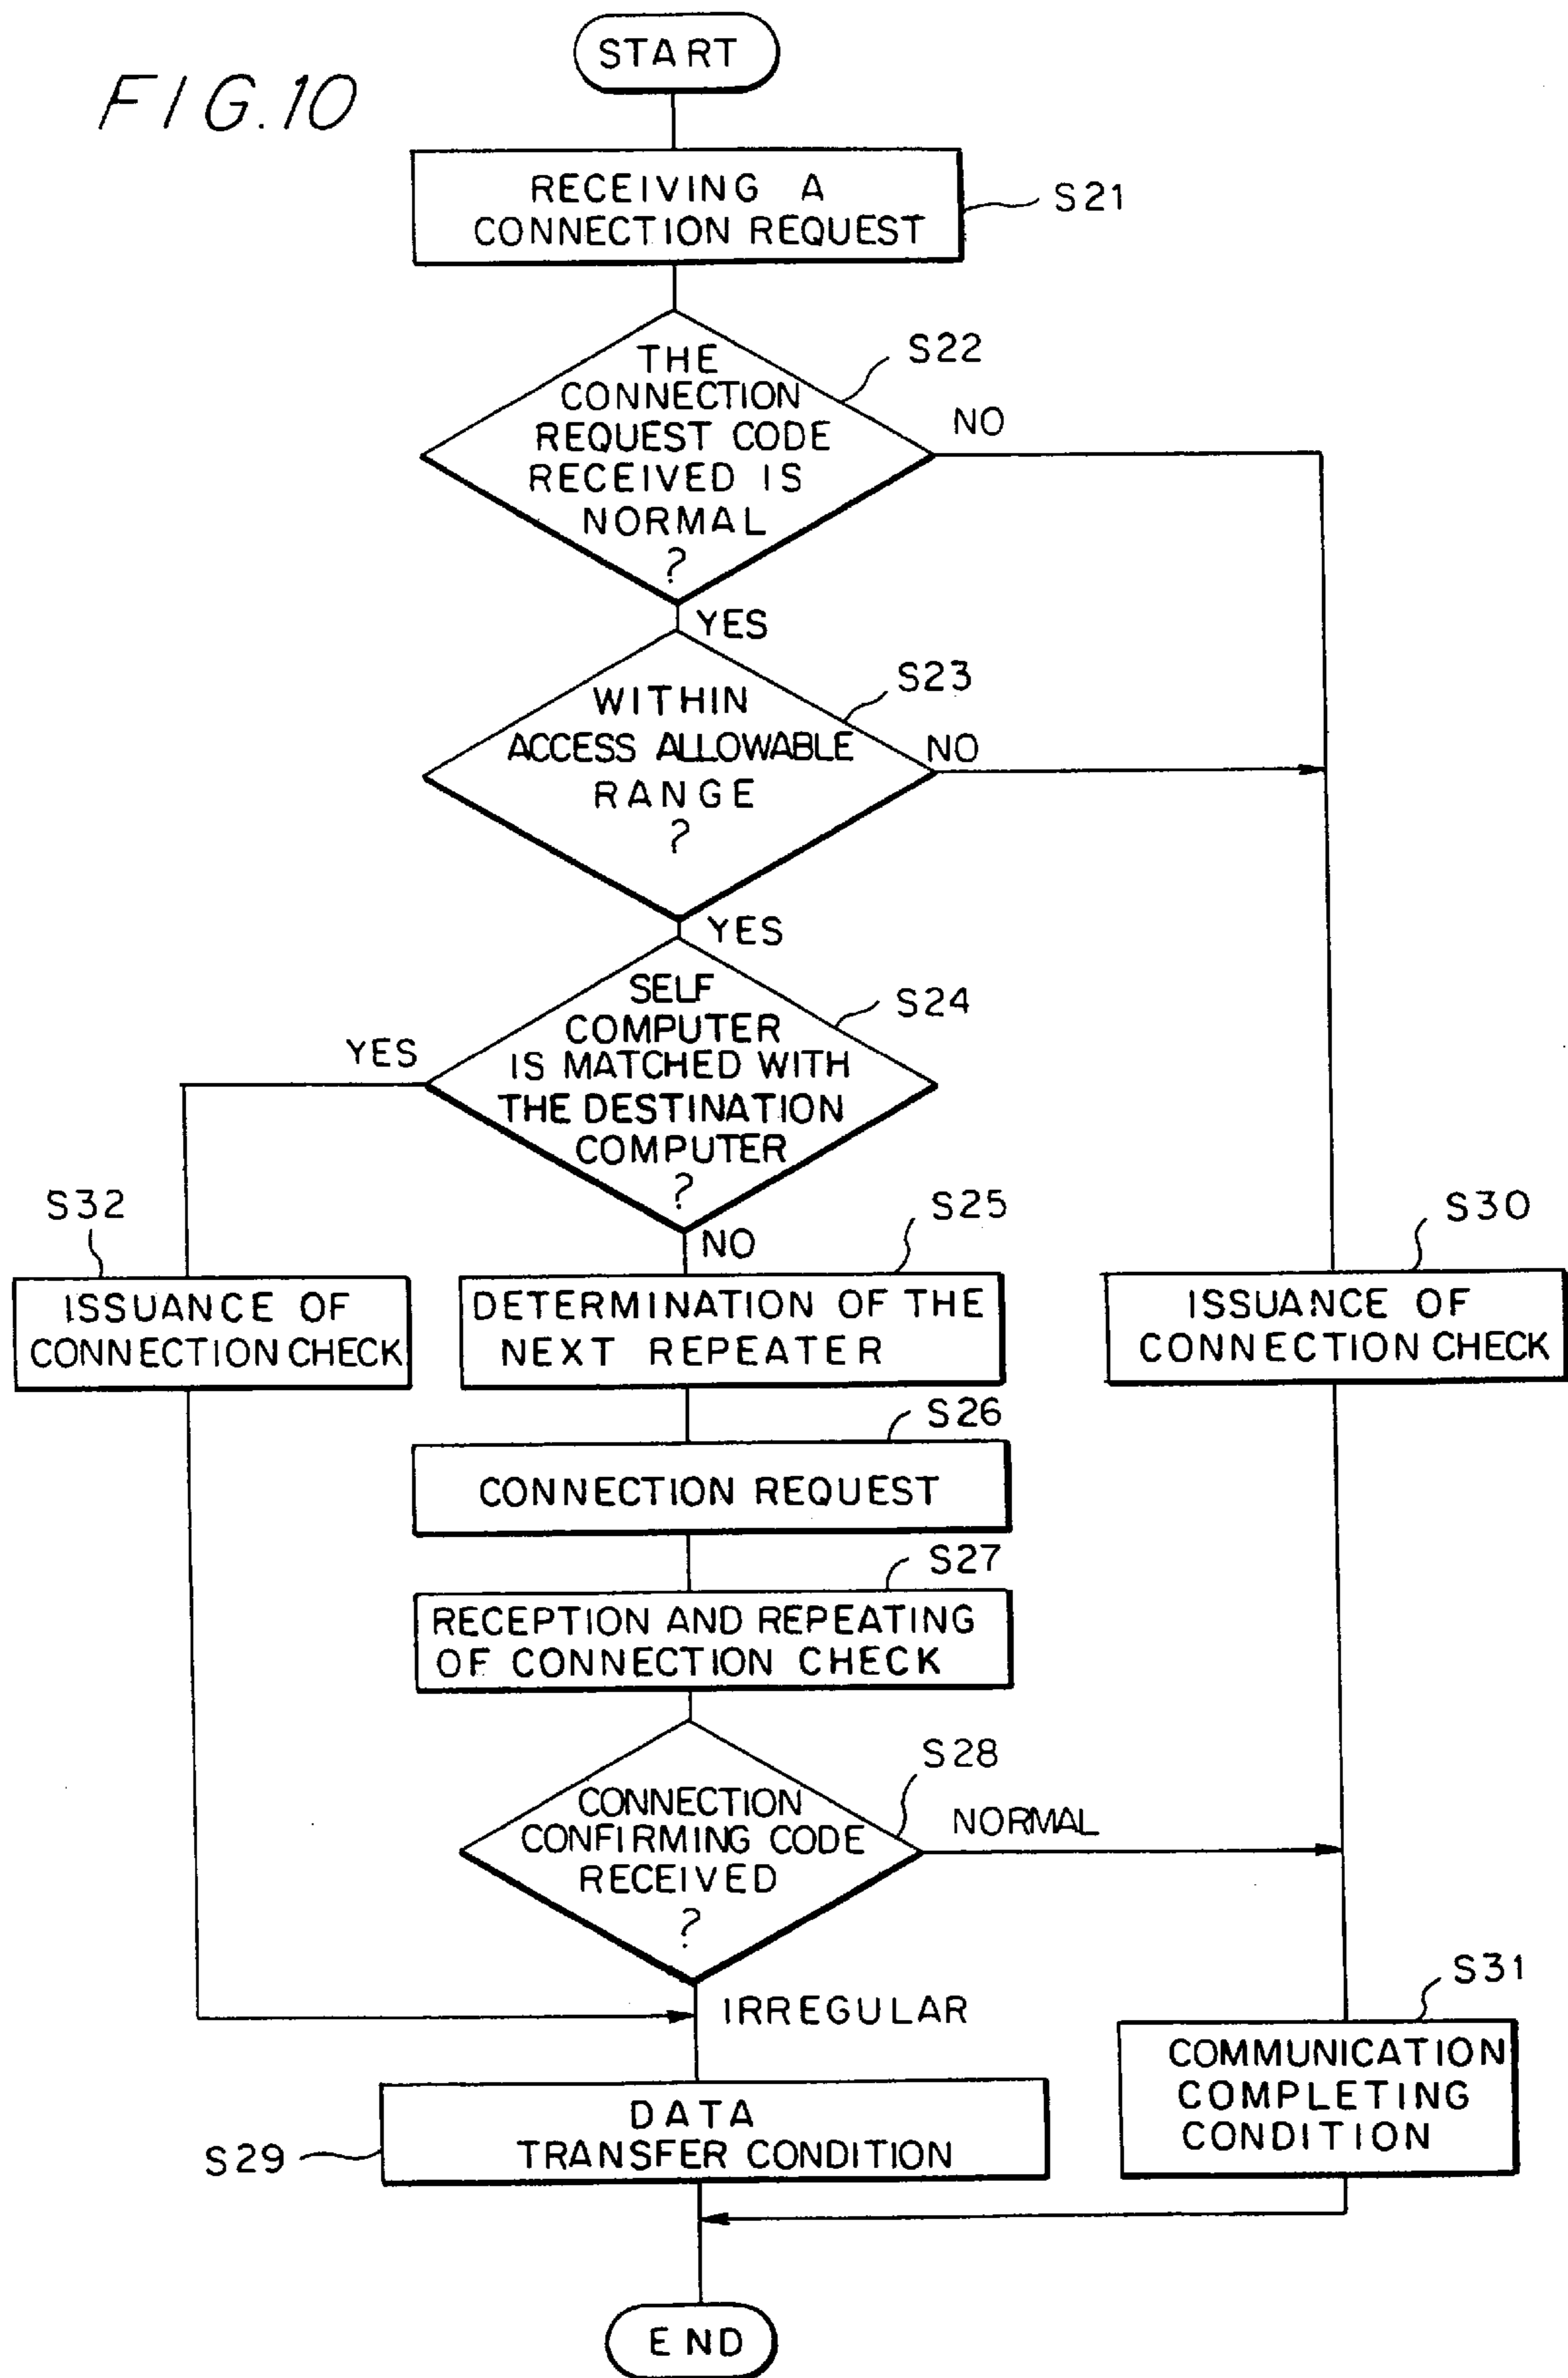 FIG.10
START
RECEIVING A
CONNECTION REQUEST
S21
THE
CONNECTION
REQUEST CODE
RECEIVED IS
NORMAL
?
S22
NO
YES
WITHIN
ACCESS ALLOWABLE
RANGE
?
S23
NO
YES
SELF
COMPUTER
IS MATCHED WITH
THE DESTINATION
COMPUTER
?
S24
YES
NO
S32
ISSUANCE OF
CONNECTION CHECK
S25
DETERMINATION OF THE
NEXT REPEATER
S30
ISSUANCE OF
CONNECTION CHECK
S26
CONNECTION REQUEST
S27
RECEPTION AND REPEATING
OF CONNECTION CHECK
S28
CONNECTION
CONFIRMING CODE
RECEIVED
?
NORMAL
IRREGULAR
S31
COMMUNICATION
COMPLETING
CONDITION
S29
DATA
TRANSFER CONDITION
END